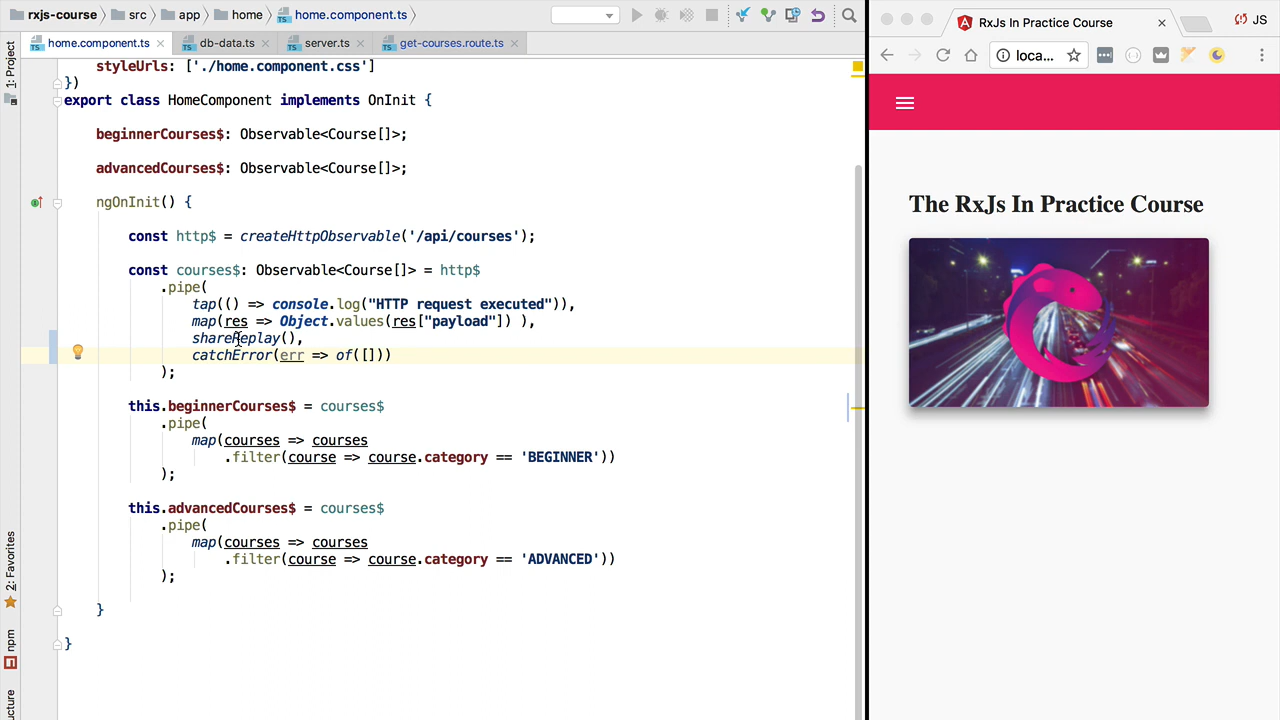 rxjs-course src app home home.component.ts
home.component.ts db-data.ts server.ts get-courses.route.ts
1: Project
2: Favorites
npm
ucture
styleUrls: ['./home.component.css']
})
export class HomeComponent implements OnInit {
beginnerCourses$: Observable<Course[]>;
advancedCourses$: Observable<Course[]>;
ngOnInit() {
const http$ = createHttpObservable('/api/courses');
const courses$: Observable<Course[]> = http$
.pipe(
tap(() => console.log("HTTP request executed")),
map(res => Object.values(res["payload"]) ),
shareReplay(),
catchError(err => of([]))
);
this.beginnerCourses$ = courses$
.pipe(
map(courses => courses
.filter(course => course.category == 'BEGINNER'))
);
this.advancedCourses$ = courses$
.pipe(
map(courses => courses
.filter(course => course.category == 'ADVANCED'))
);
}
}
RxJs In Practice Course
JS
loca...
The RxJs In Practice Course